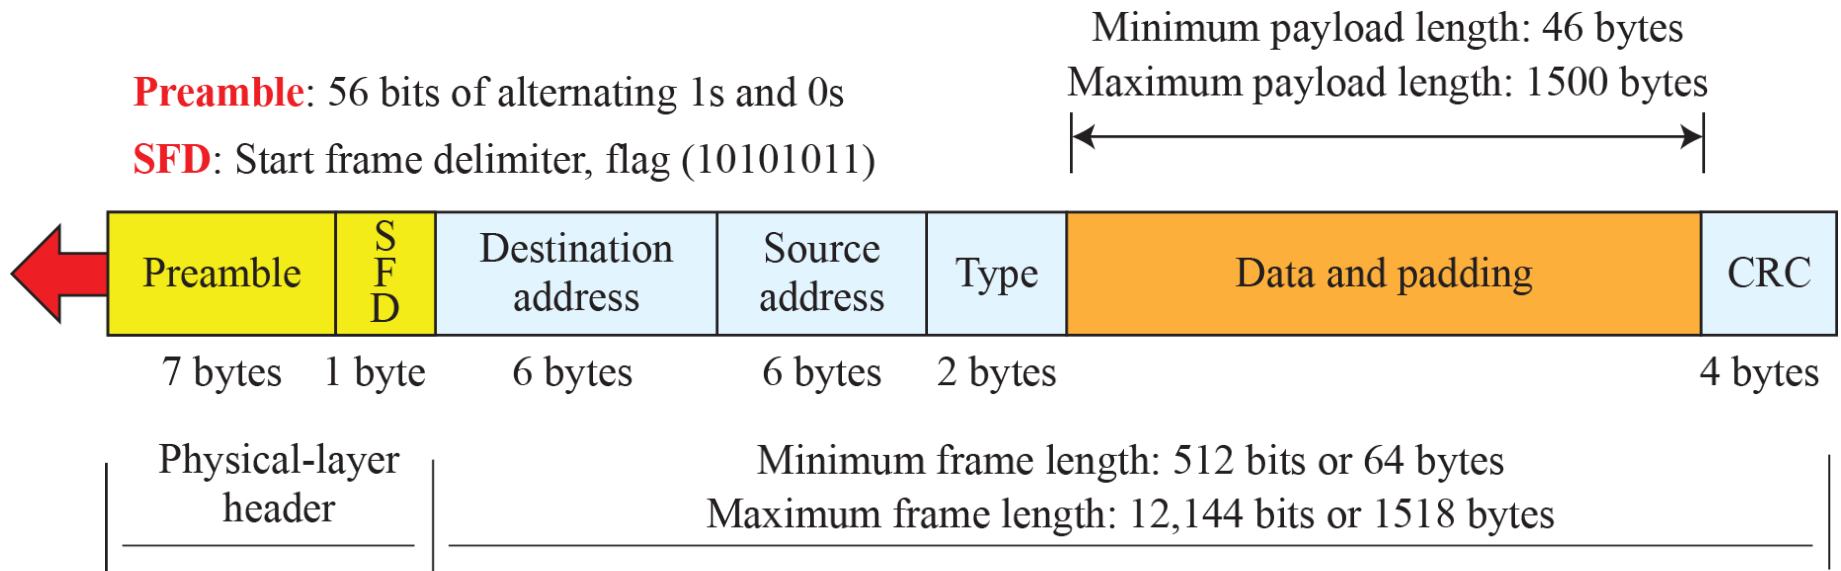 Minimum payload length: 46 bytes
Maximum payload length: 1500 bytes
Preamble: 56 bits of alternating 1s and 0s
SFD: Start frame delimiter, flag (10101011)
Preamble
S
F
D
Destination
address
Source
address
Type
Data and padding
CRC
7 bytes
1 byte
6 bytes
6 bytes
2 bytes
4 bytes
Physical-layer
header
Minimum frame length: 512 bits or 64 bytes
Maximum frame length: 12,144 bits or 1518 bytes